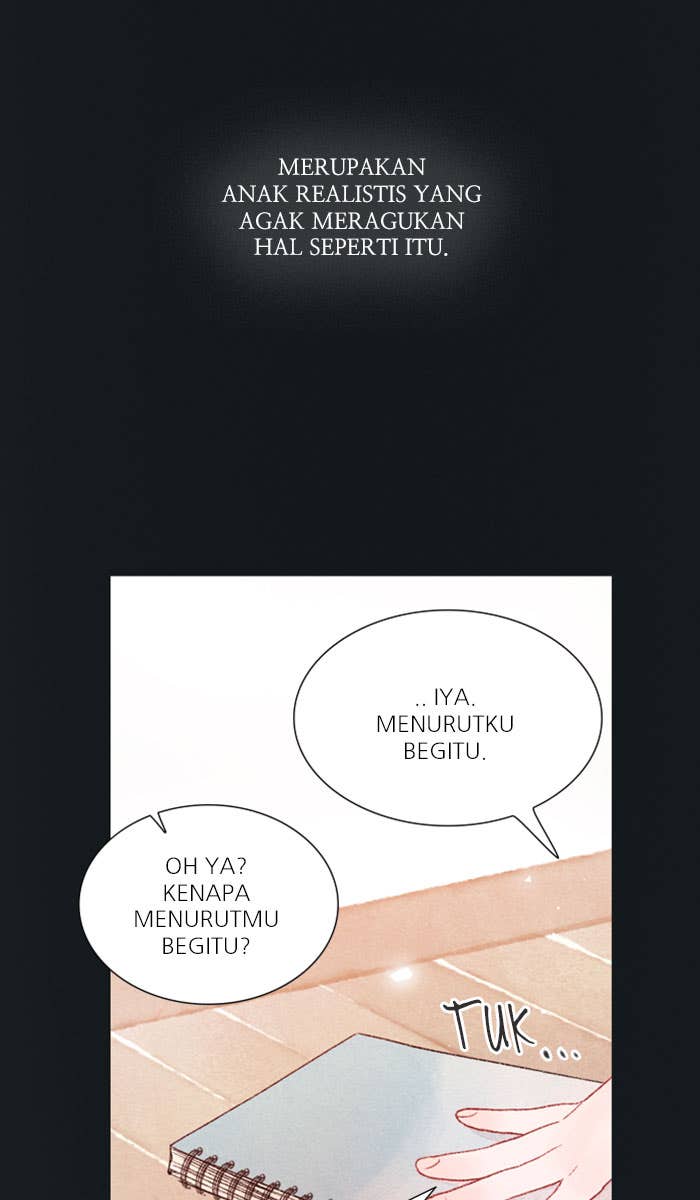 MERUPAKAN
ANAK REALISTIS YANG
AGAK MERAGUKAN
HAL SEPERTI ITU.
.. IYA.
MENURUTKU
BEGITU.
OH YA?
KENAPA
MENURUTMU
BEGITU?
TUK...